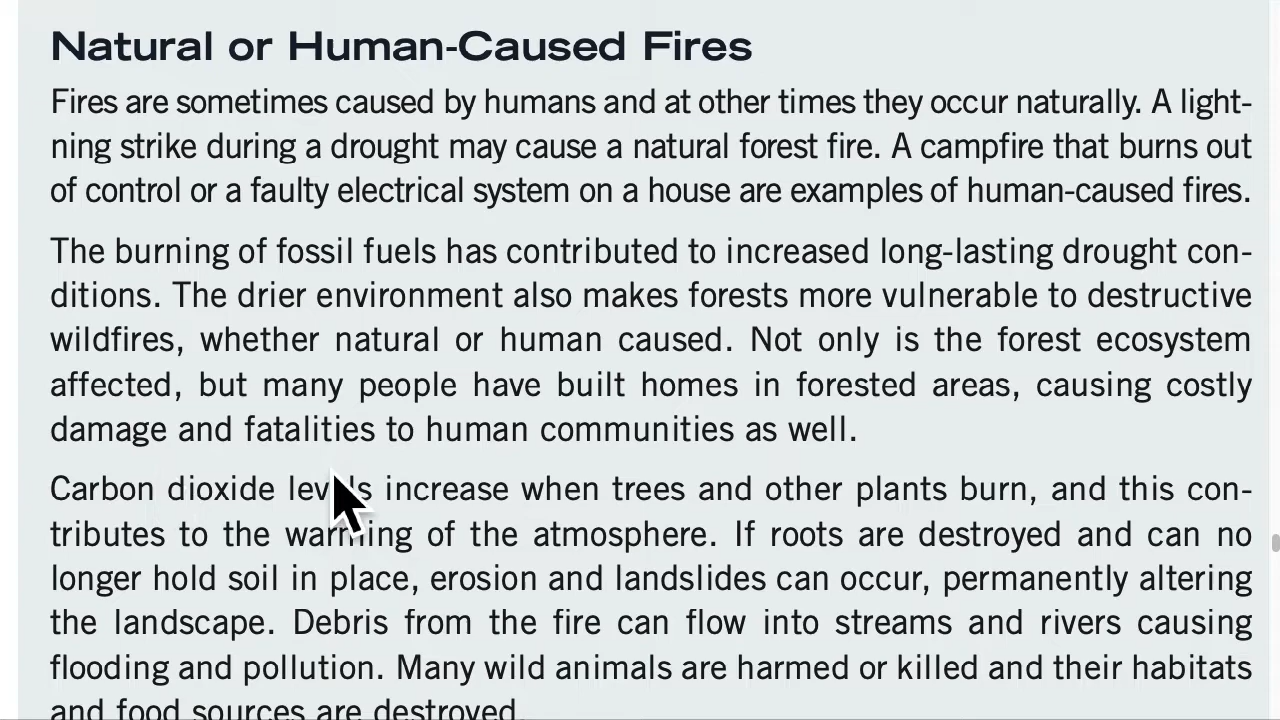 Natural or Human-Caused Fires
Fires are sometimes caused by humans and at other times they occur naturally. A light-
ning strike during a drought may cause a natural forest fire. A campfire that burns out
of control or a faulty electrical system on a house are examples of human-caused fires.
The burning of fossil fuels has contributed to increased long-lasting drought con-
ditions. The drier environment also makes forests more vulnerable to destructive
wildfires, whether natural or human caused. Not only is the forest ecosystem
affected, but many people have built homes in forested areas, causing costly
damage and fatalities to human communities as well.
Carbon dioxide levels increase when trees and other plants burn, and this con-
tributes to the warming of the atmosphere. If roots are destroyed and can no
longer hold soil in place, erosion and landslides can occur, permanently altering
the landscape. Debris from the fire can flow into streams and rivers causing
flooding and pollution. Many wild animals are harmed or killed and their habitats
and food sources are destroyed.